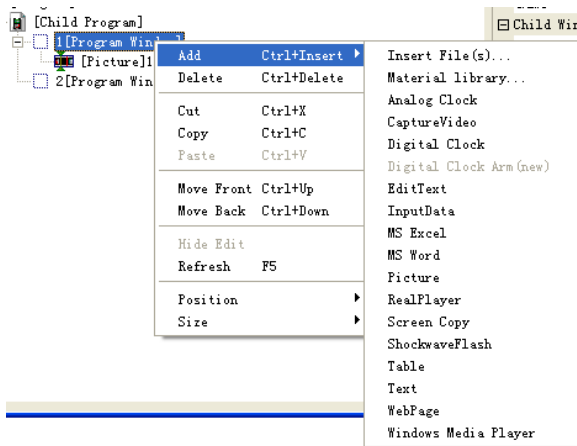 [Child Program]
1[Program Window]
[Picture]1
2[Program Win
Child Win
Add Ctrl+Insert
Delete Ctrl+Delete
Cut Ctrl+X
Copy Ctrl+C
Paste Ctrl+V
Move Front Ctrl+Up
Move Back Ctrl+Down
Hide Edit
Refresh F5
Position
Size
Insert File(s)...
Material library...
Analog Clock
CaptureVideo
Digital Clock
Digital Clock Arm(new)
EditText
InputData
MS Excel
MS Word
Picture
RealPlayer
Screen Copy
ShockwaveFlash
Table
Text
WebPage
Windows Media Player